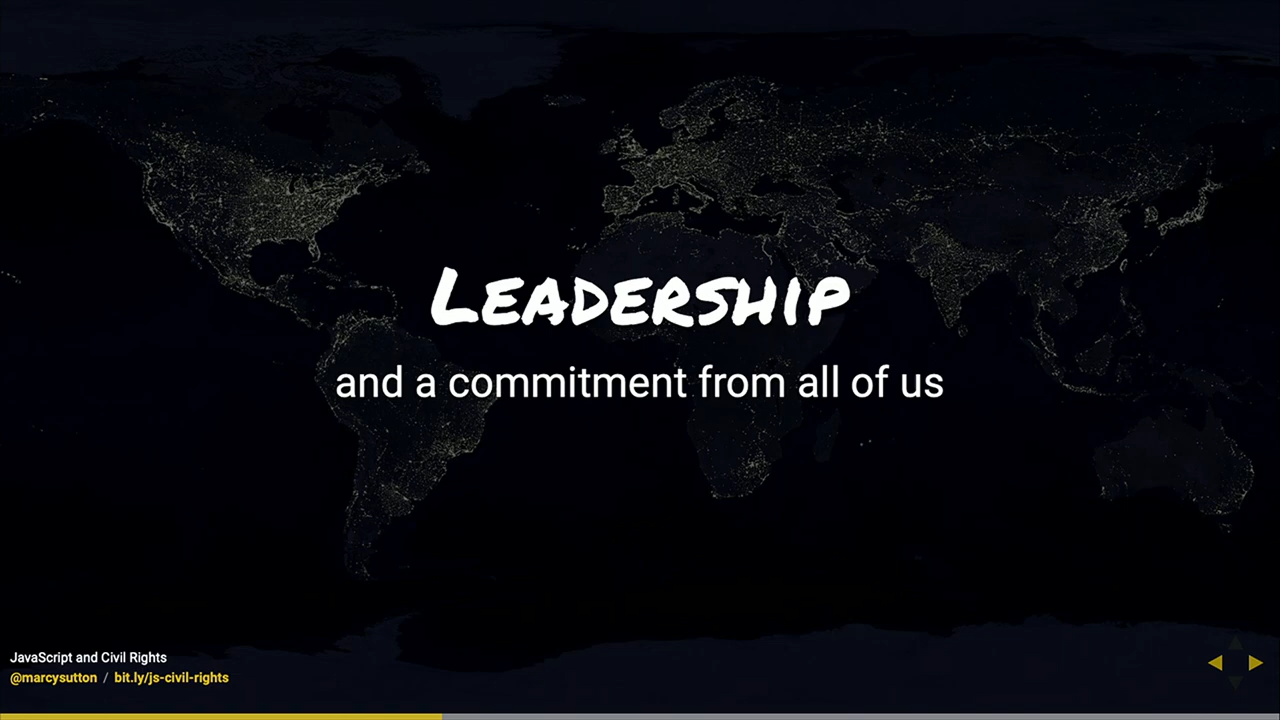 LEADERSHIP
and a commitment from all of us
JavaScript and Civil Rights
@marcysutton / bit.ly/js-civil-rights